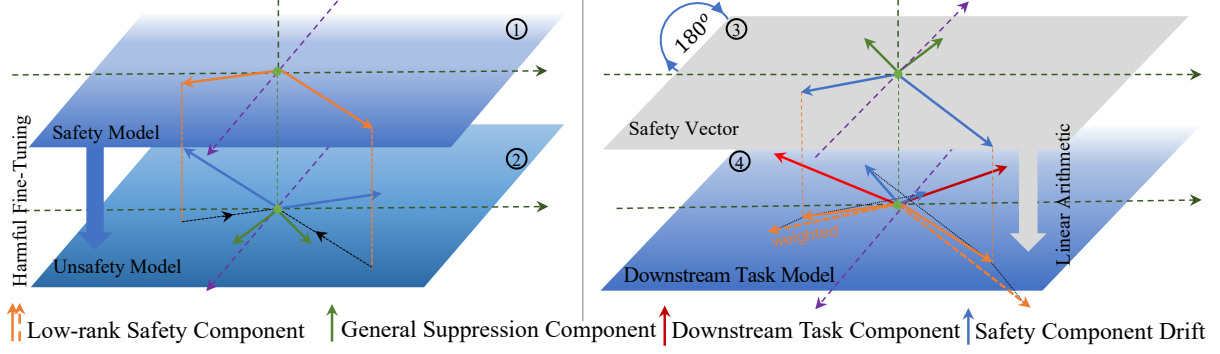 ①
Safety Model
Harmful Fine-Tuning
②
Unsafety Model
180°
③
Safety Vector
④
weighted
Linear Arithmetic
Downstream Task Model
Low-rank Safety Component
General Suppression Component
Downstream Task Component
Safety Component Drift